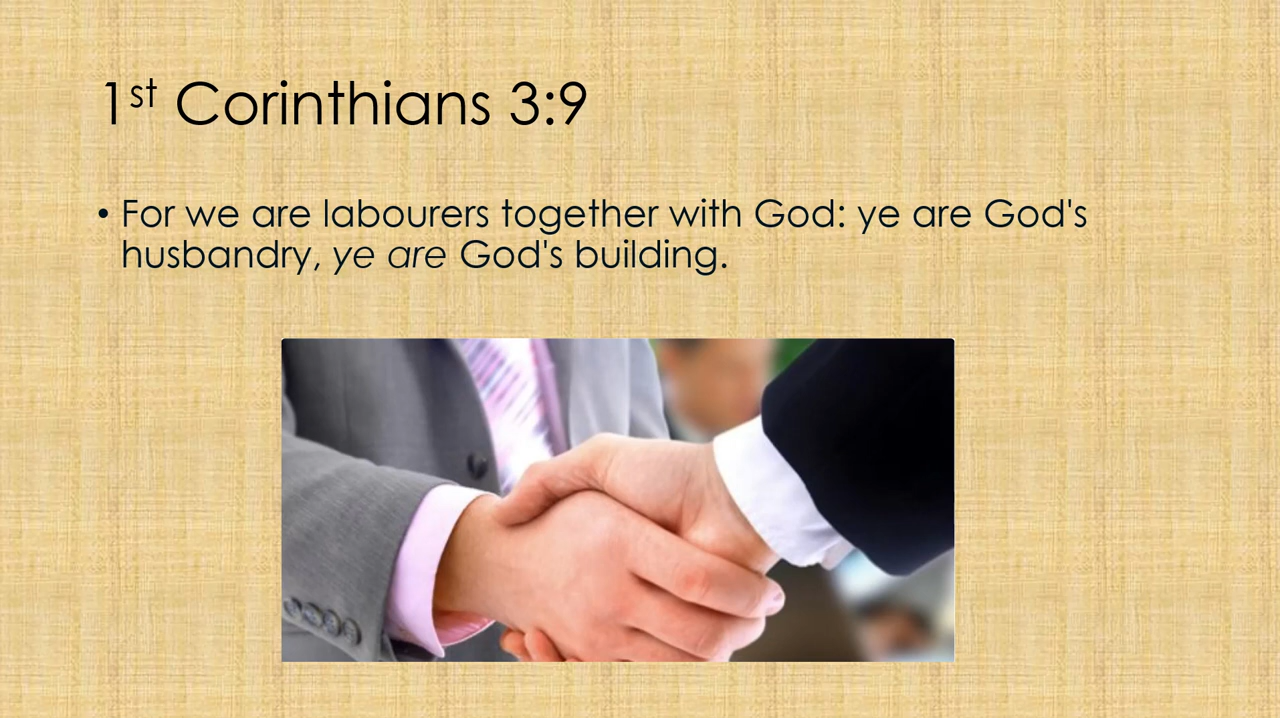 1st Corinthians 3:9
• For we are labourers together with God: ye are God's
husbandry, ye are God's building.